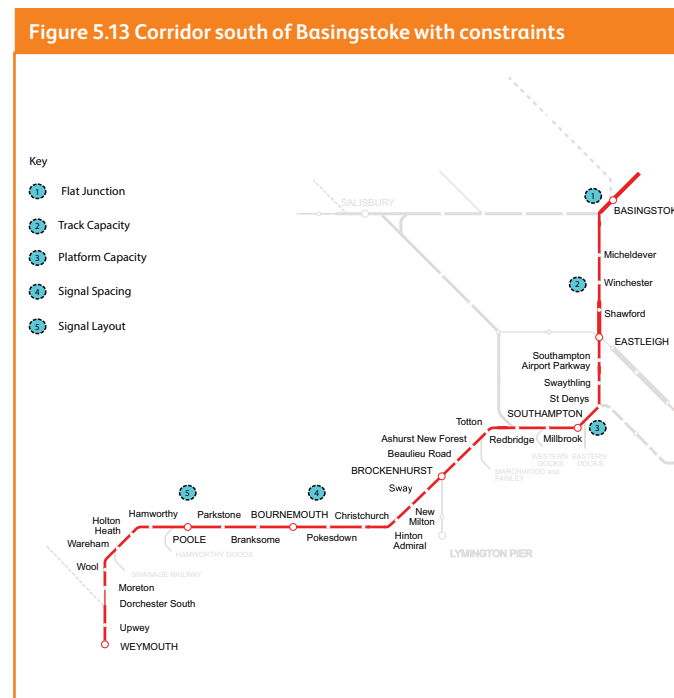 Figure 5.13 Corridor south of Basingstoke with constraints
Key
1 Flat Junction
2 Track Capacity
3 Platform Capacity
4 Signal Spacing
5 Signal Layout
SALISBURY
1
BASINGSTOK
Micheldever
2
Winchester
Shawford
EASTLEIGH
Southampton
Airport Parkway
Swaythling
St Denys
SOUTHAMPTON
3
Totton
Redbridge
Millbrook
Ashurst New Forest
Beaulieu Road
WESTERN
DOCKS
EASTERN
DOCKS
MARCHWOOD and
FAWLEY
BROCKENHURST
Sway
New
Milton
Hinton
Admiral
LYMINGTON PIER
5
4
Hamworthy
Parkstone
BOURNEMOUTH
Christchurch
Holton
Heath
POOLE
Branksome
Pokesdown
Wareham
HAMWORTHY GOODS
Wool
SWANAGE RAILWAY
Moreton
Dorchester South
Upwey
WEYMOUTH